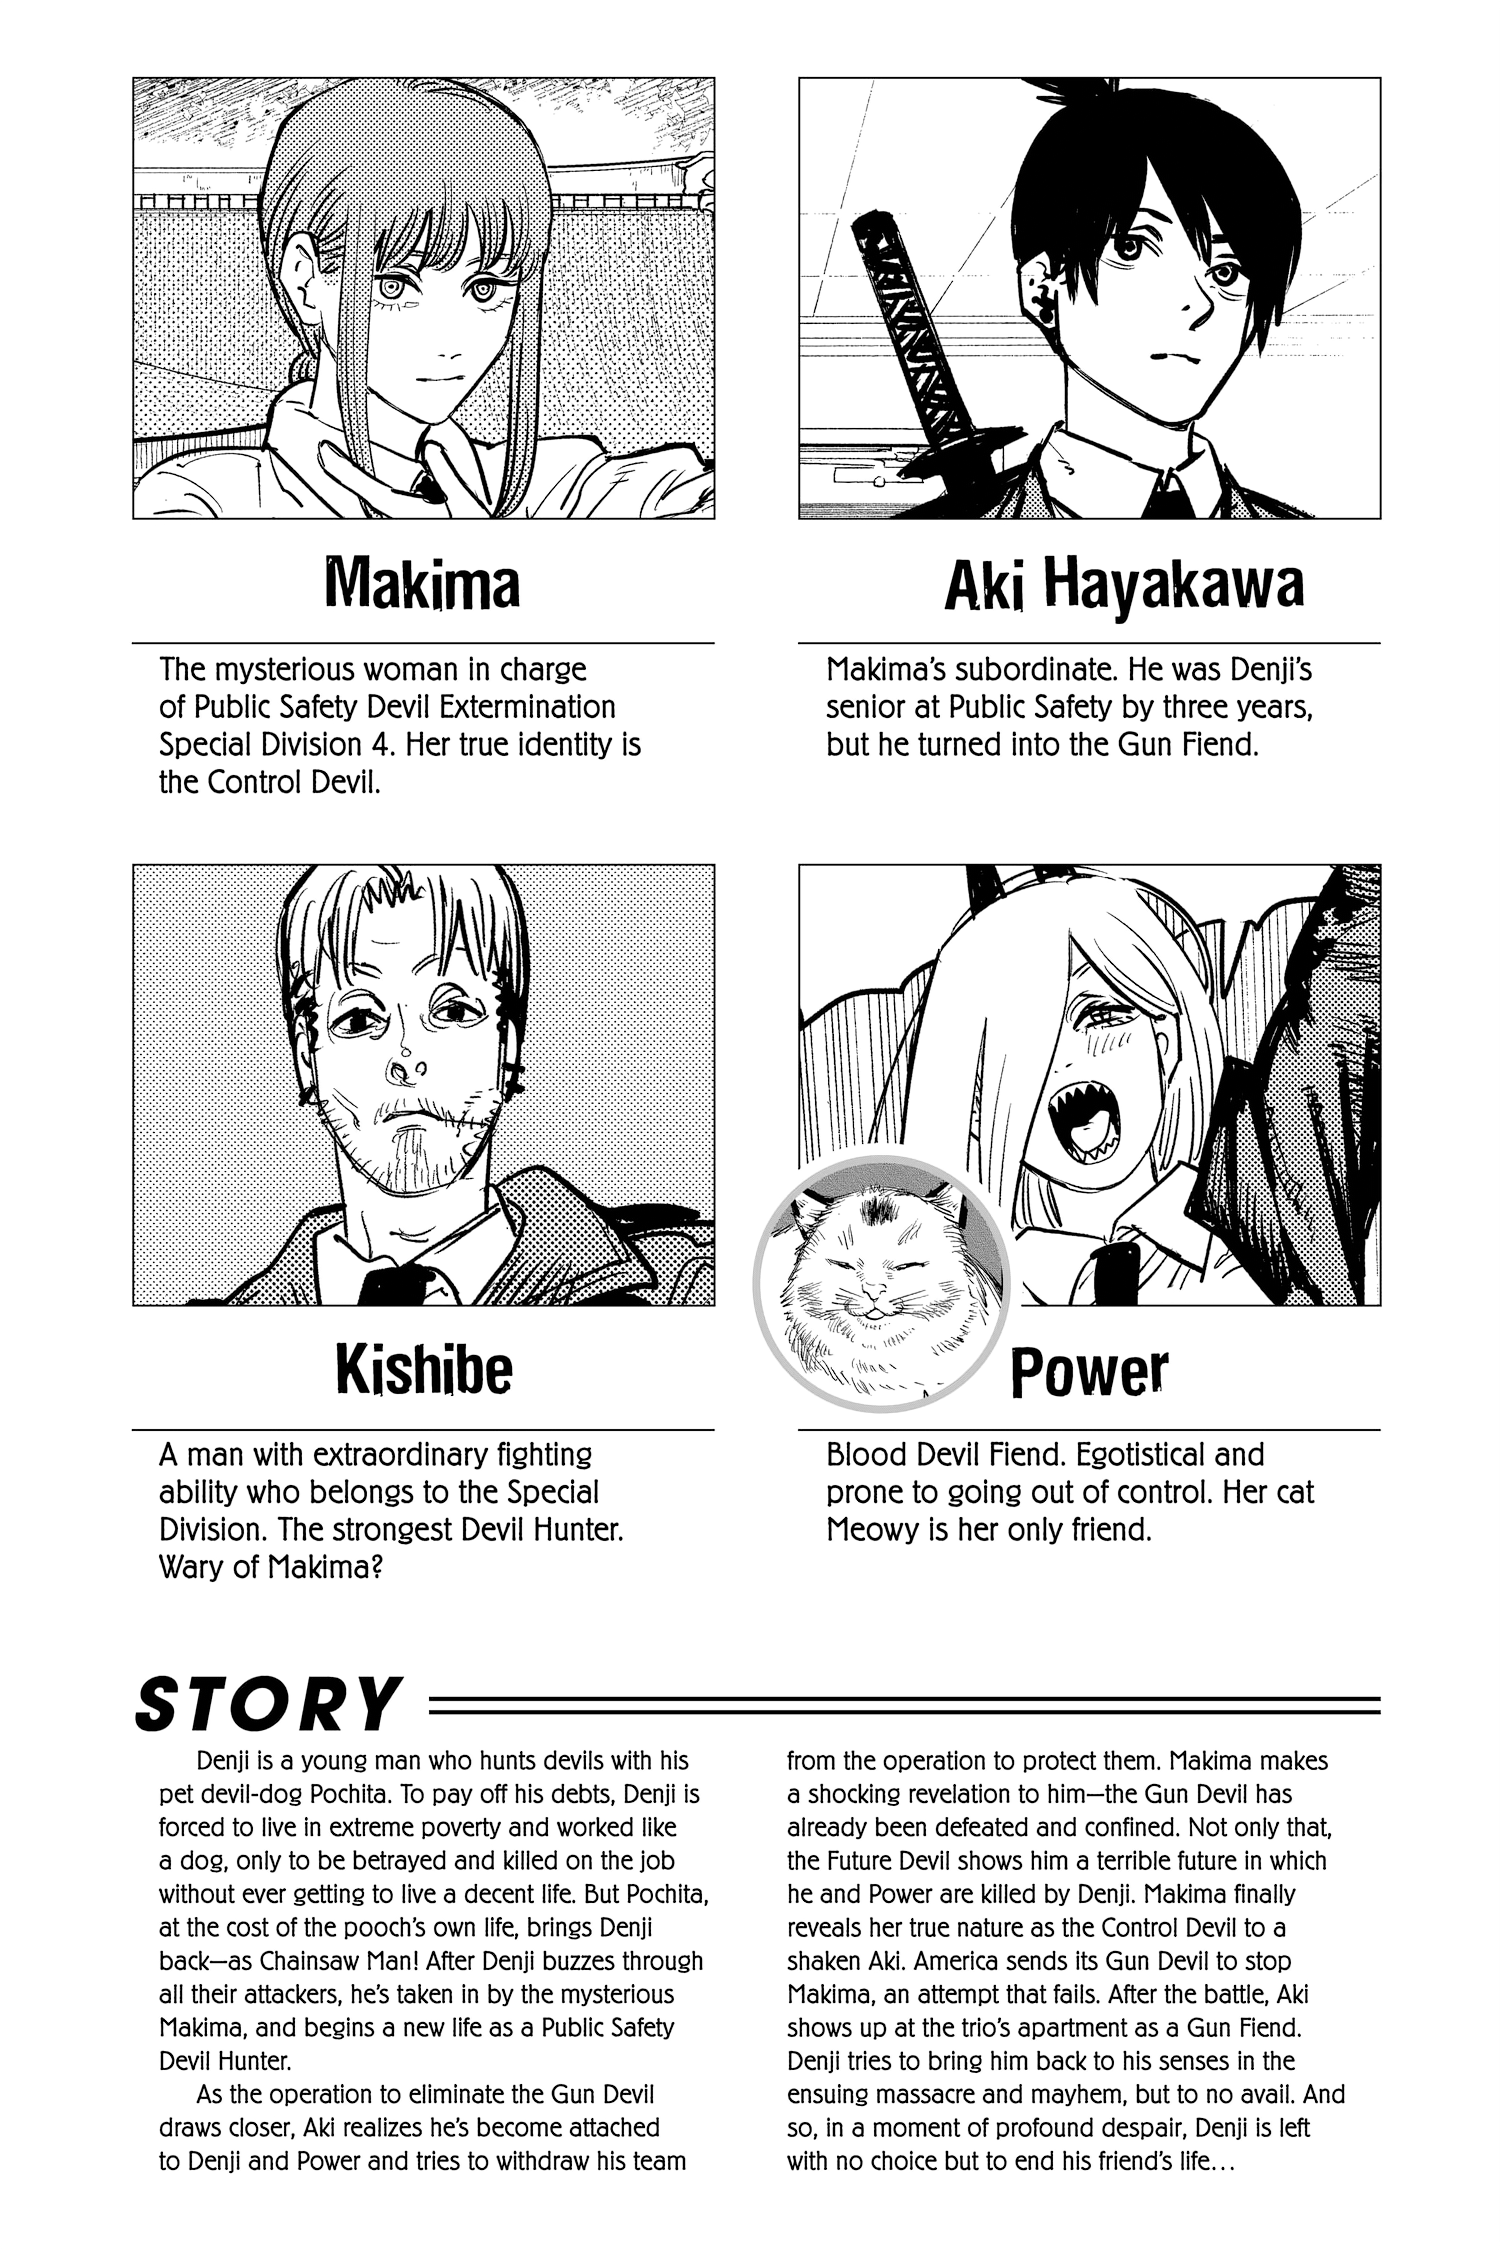 Makima
The mysterious woman in charge
of Public Safety Devil Extermination
Special Division 4. Her true identity is
the Control Devil.
Aki Hayakawa
Makima's subordinate. He was Denji's
senior at Public Safety by three years,
but he turned into the Gun Fiend.
Kishibe
A man with extraordinary fighting
ability who belongs to the Special
Division. The strongest Devil Hunter.
Wary of Makima?
Power
Blood Devil Fiend. Egotistical and
prone to going out of control. Her cat
Meowy is her only friend.
STORY
Denji is a young man who hunts devils with his
pet devil-dog Pochita. To pay off his debts, Denji is
forced to live in extreme poverty and worked like
a dog, only to be betrayed and killed on the job
without ever getting to live a decent life. But Pochita,
at the cost of the pooch's own life, brings Denji
back—as Chainsaw Man! After Denji buzzes through
all their attackers, he's taken in by the mysterious
Makima, and begins a new life as a Public Safety
Devil Hunter.
As the operation to eliminate the Gun Devil
draws closer, Aki realizes he's become attached
to Denji and Power and tries to withdraw his team
from the operation to protect them. Makima makes
a shocking revelation to him—the Gun Devil has
already been defeated and confined. Not only that,
the Future Devil shows him a terrible future in which
he and Power are killed by Denji. Makima finally
reveals her true nature as the Control Devil to a
shaken Aki. America sends its Gun Devil to stop
Makima, an attempt that fails. After the battle, Aki
shows up at the trio's apartment as a Gun Fiend.
Denji tries to bring him back to his senses in the
ensuing massacre and mayhem, but to no avail. And
so, in a moment of profound despair, Denji is left
with no choice but to end his friend's life…